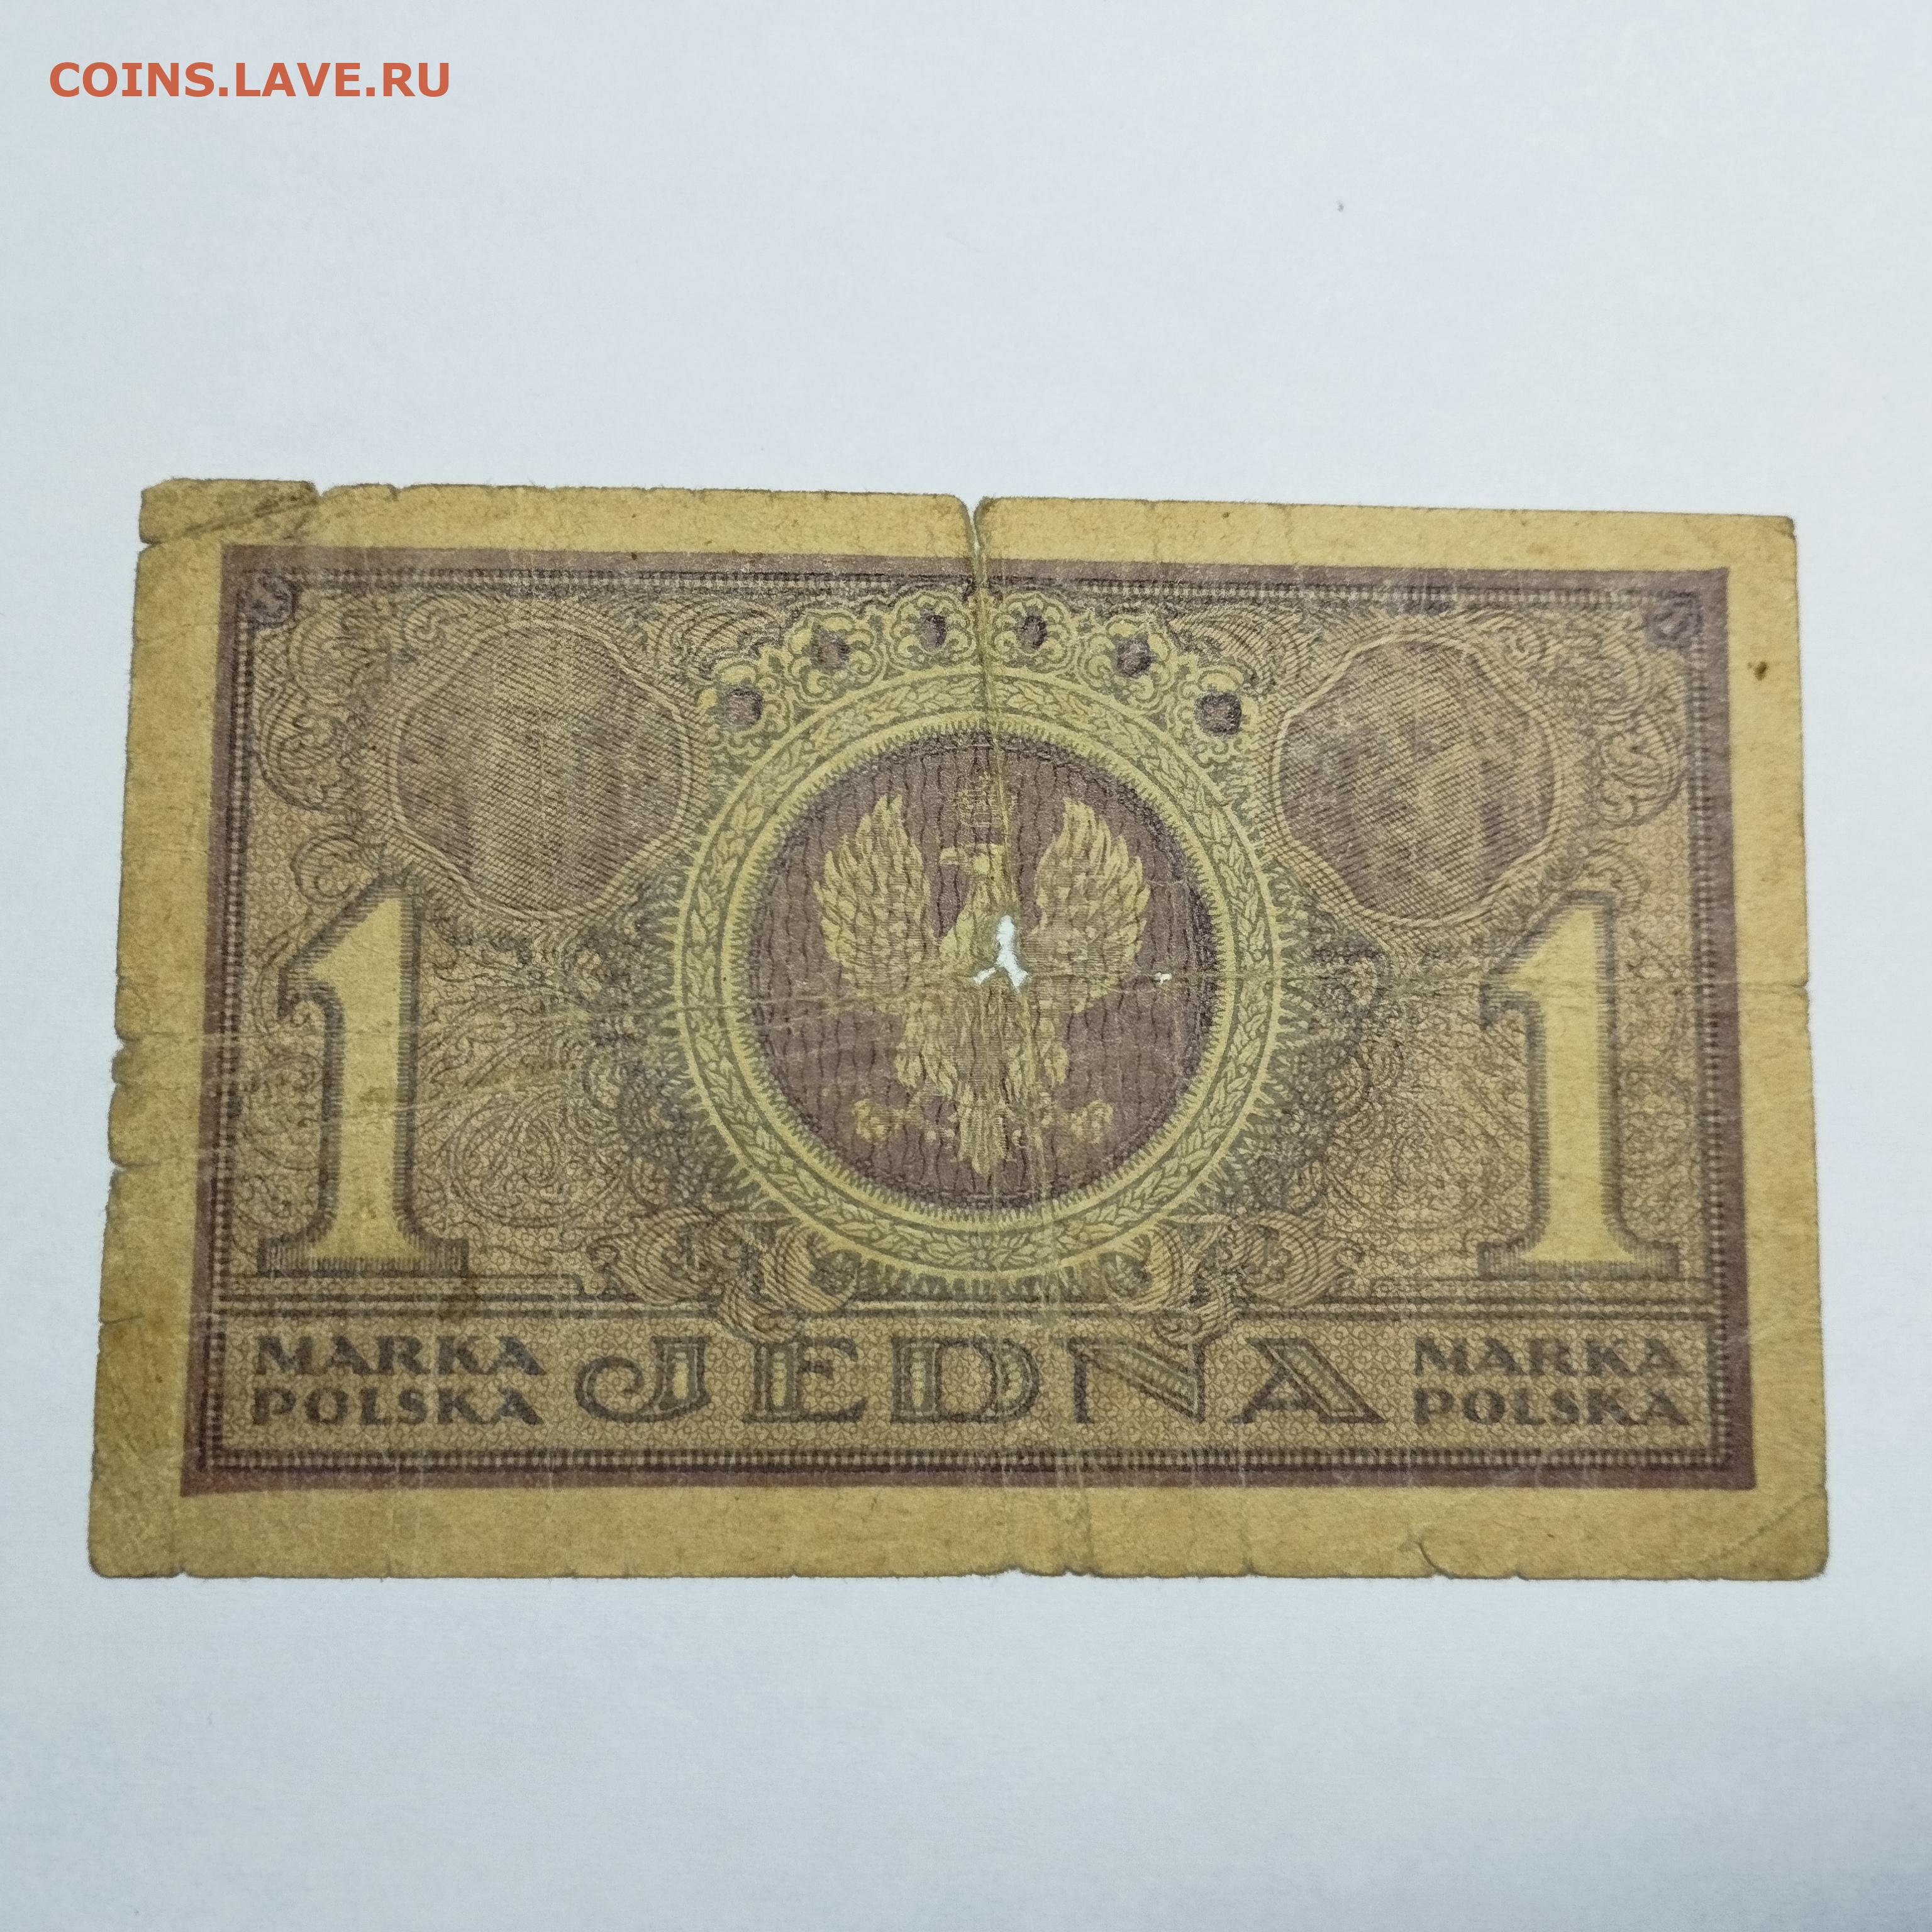 COINS.LAVE.RU
1 1
MARKA POLSKA JEDNA MARKA POLSKA